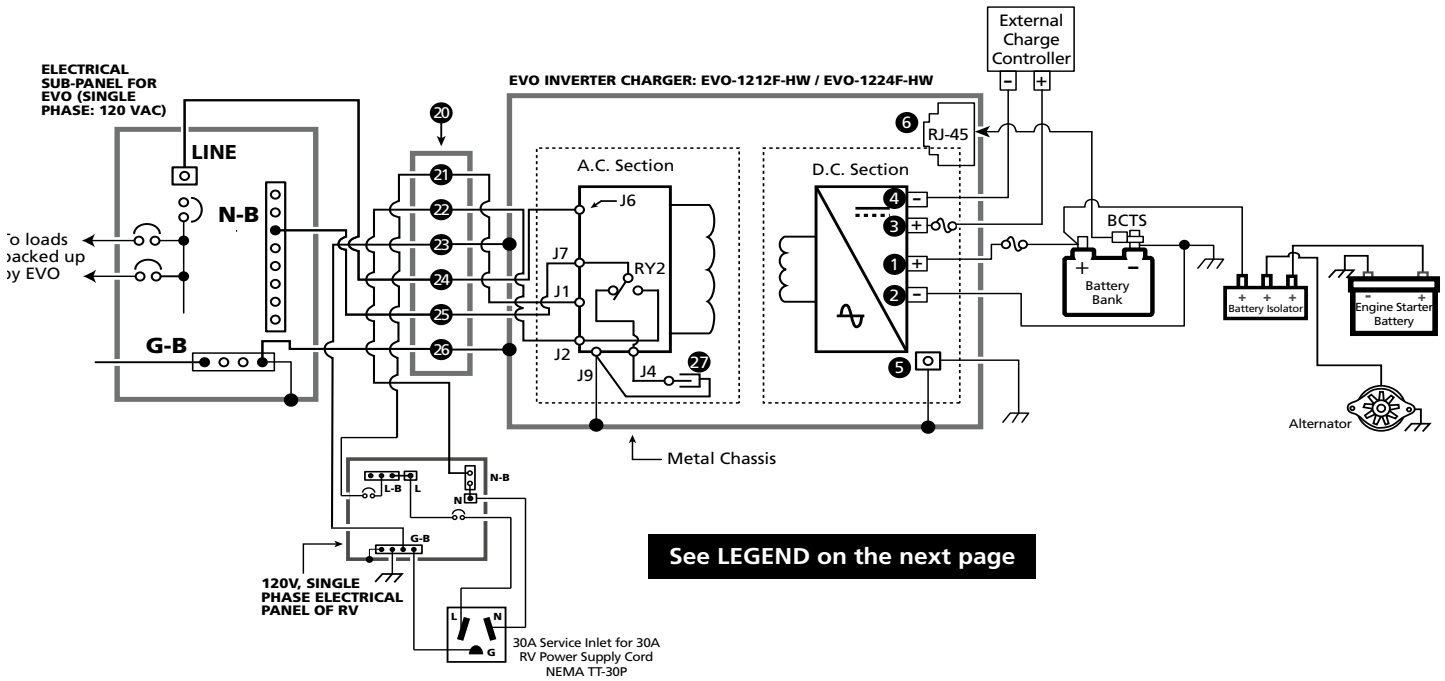 External
Charge
Controller
- +
ELECTRICAL
SUB-PANEL FOR
EVO (SINGLE
PHASE: 120 VAC)
EVO INVERTER CHARGER: EVO-1212F-HW / EVO-1224F-HW
20
6
RJ-45
LINE
A.C. Section
D.C. Section
21
J6
4 -
N-B
22
3 +
BCTS
To loads
backed up
by EVO
23
J7
RY2
1 +
+ -
Battery
Bank
24
J1
2 -
+ + +
Battery Isolator
- +
Engine Starter
Battery
25
G-B
26
J2
J9
J4
27
5
Alternator
Metal Chassis
L-B
L
N-B
N
G-B
See LEGEND on the next page
120V, SINGLE
PHASE ELECTRICAL
PANEL OF RV
L
N
G
30A Service Inlet for 30A
RV Power Supply Cord
NEMA TT-30P